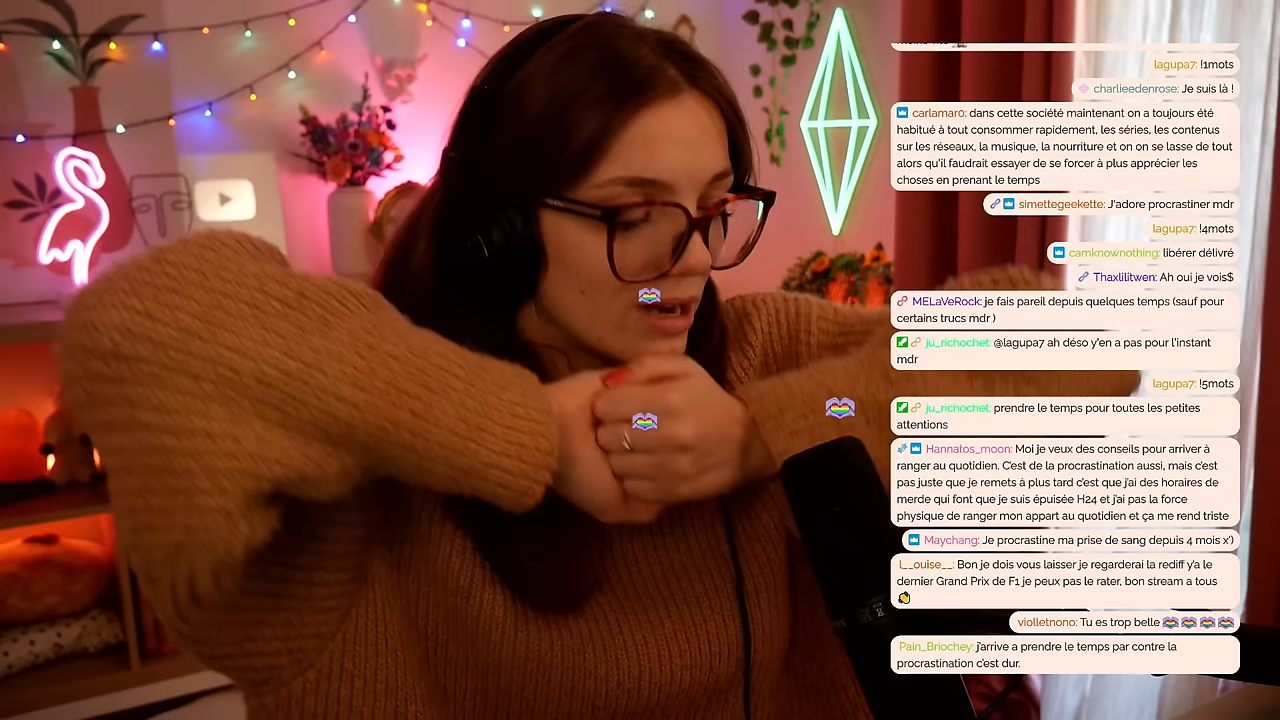 lagupa7: !1mots
charlieedenrose: Je suis là !
carlamar0: dans cette société maintenant on a toujours été
habitué à tout consommer rapidement, les séries, les contenus
sur les réseaux, la musique, la nourriture et on on se lasse de tout
alors qu'il faudrait essayer de se forcer à plus apprécier les
choses en prenant le temps
simettegeekette: J'adore procrastiner mdr
lagupa7: !4mots
camknownothing: libérer délivré
Thaxlilitwen: Ah oui je vois$
MELaVeRock: je fais pareil depuis quelques temps (sauf pour
certains trucs mdr )
ju_richochet: @lagupa7 ah déso y'en a pas pour l'instant
mdr
lagupa7: !5mots
ju_richochet: prendre le temps pour toutes les petites
attentions
Hannatos_moon: Moi je veux des conseils pour arriver à
ranger au quotidien. C'est de la procrastination aussi, mais c'est
pas juste que je remets à plus tard c'est que j'ai des horaires de
merde qui font que je suis épuisée H24 et j'ai pas la force
physique de ranger mon appart au quotidien et ça me rend triste
Maychang: Je procrastine ma prise de sang depuis 4 mois x')
l__ouise__: Bon je dois vous laisser je regarderai la rediff y'a le
dernier Grand Prix de F1 je peux pas le rater, bon stream a tous
violletnono: Tu es trop belle
Pain_Briochey: j'arrive a prendre le temps par contre la
procrastination c'est dur.